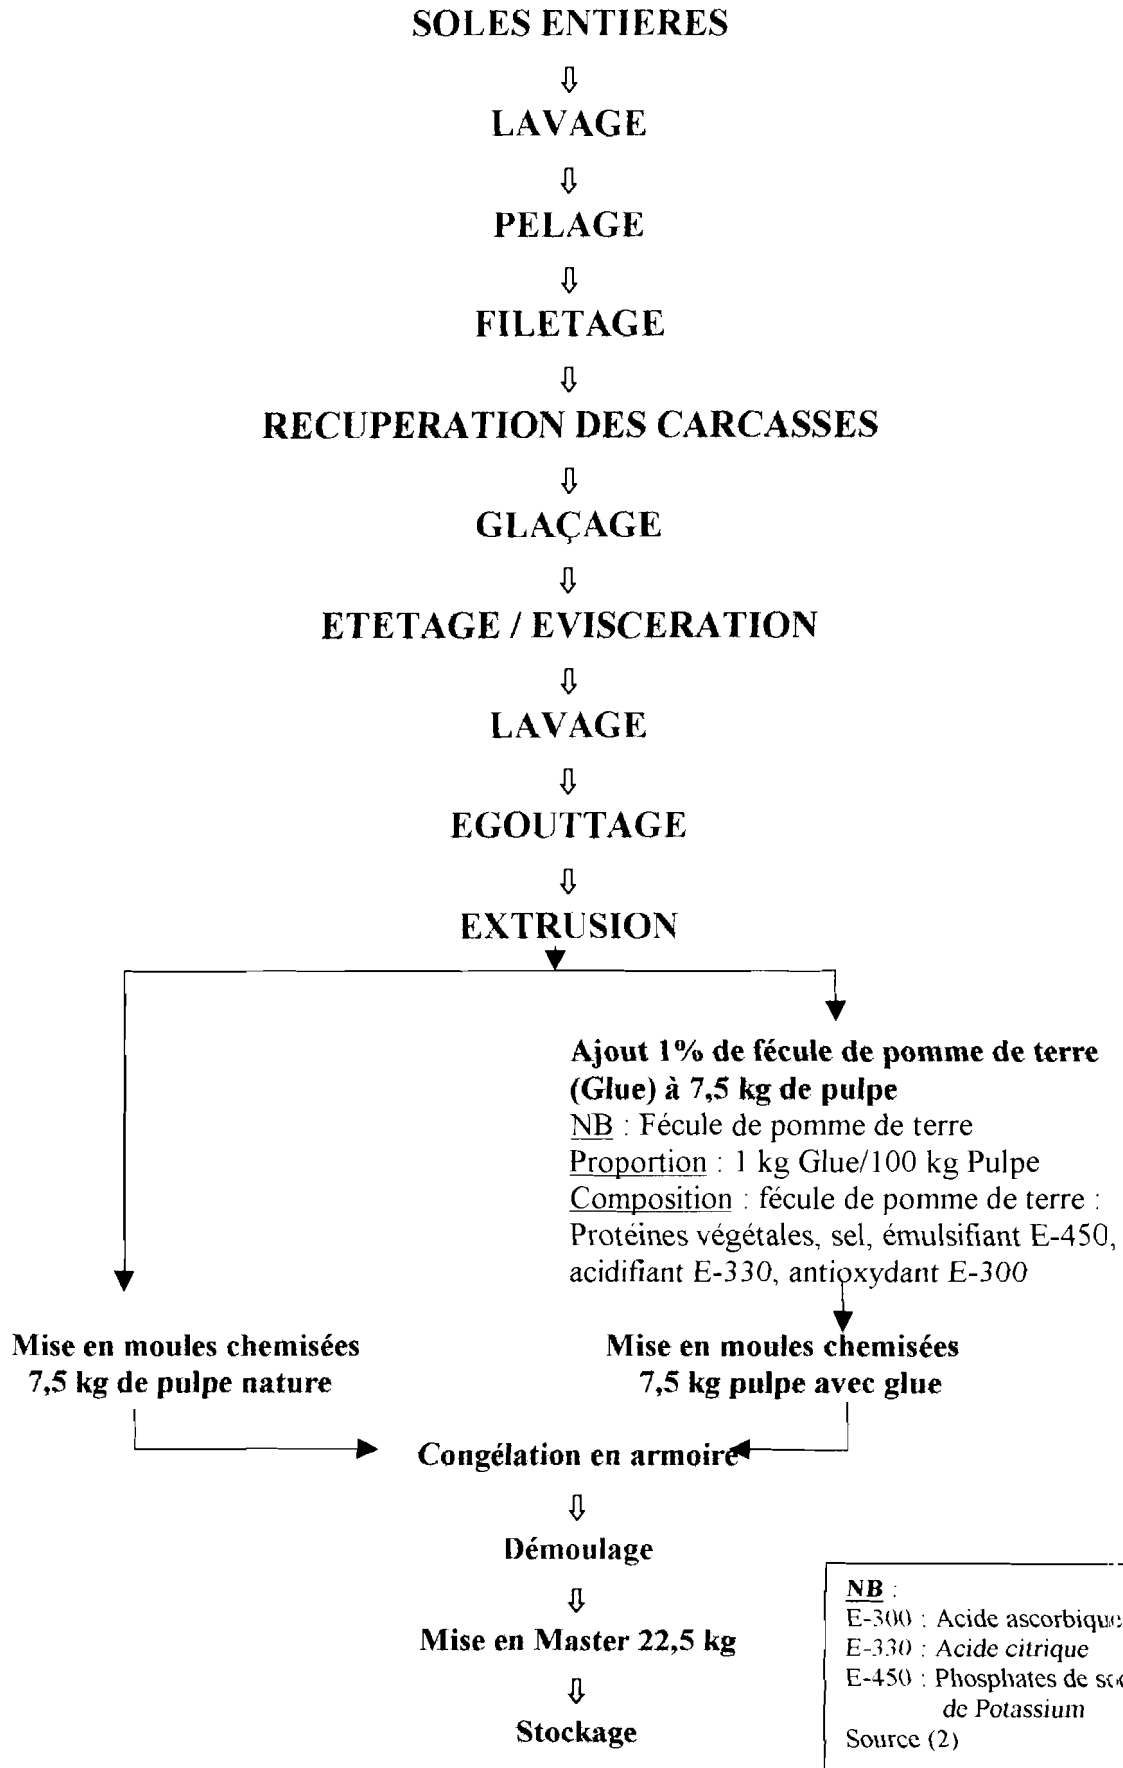 SOLES ENTIERES
LAVAGE
PELAGE
FILETAGE
RECUPERATION DES CARCASSES
GLAÇAGE
ETETAGE / EVISCERATION
LAVAGE
EGOUTTAGE
EXTRUSION
Ajout 1% de fécule de pomme de terre
(Glue) à 7,5 kg de pulpe
NB : Fécule de pomme de terre
Proportion : 1 kg Glue/100 kg Pulpe
Composition : fécule de pomme de terre :
Protéines végétales, sel, émulsifiant E-450,
acidifiant E-330, antioxydant E-300
Mise en moules chemisées
7,5 kg de pulpe nature
Mise en moules chemisées
7,5 kg pulpe avec glue
Congélation en armoire
Démoulage
Mise en Master 22,5 kg
Stockage
NB :
E-300 : Acide ascorbique
E-330 : Acide citrique
E-450 : Phosphates de
de Potassium
Source (2)